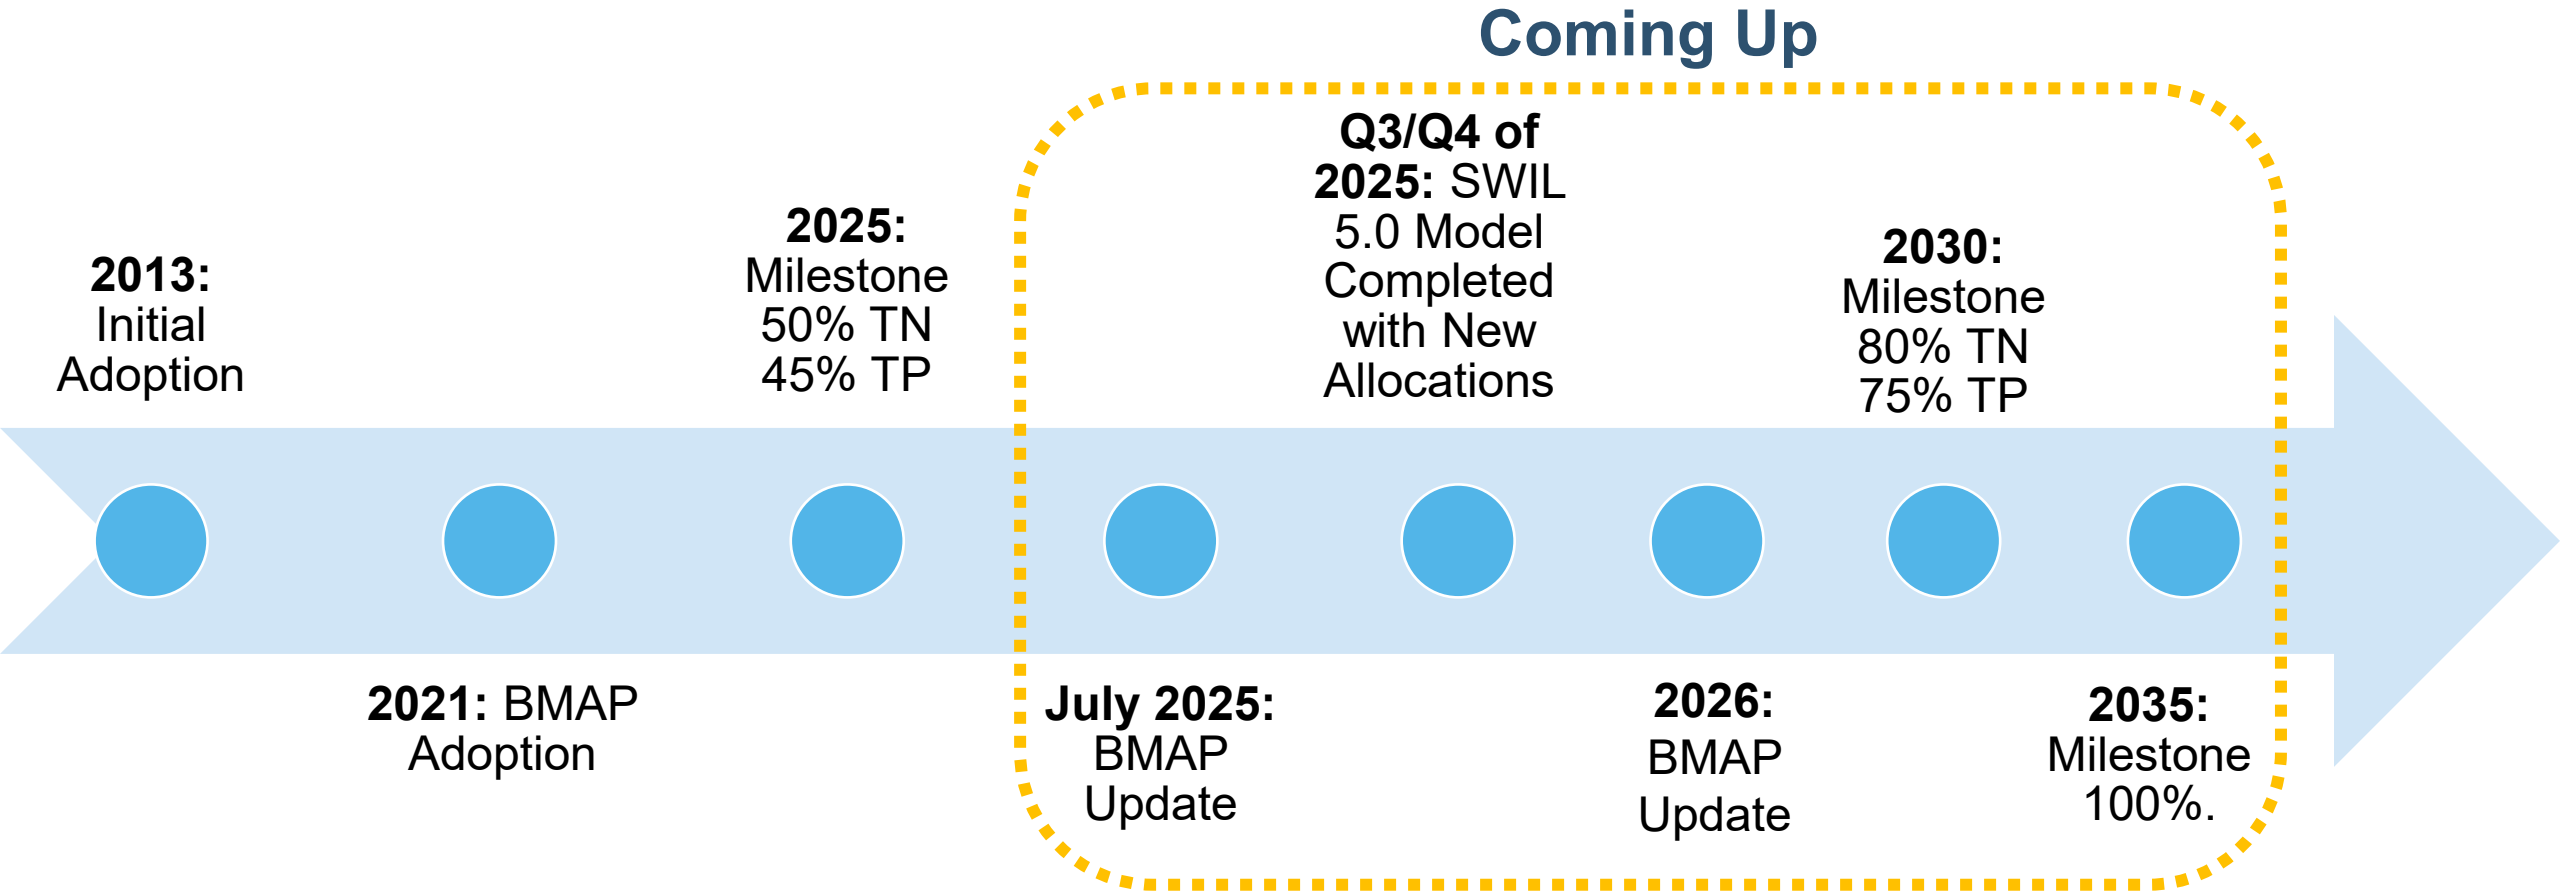 Coming Up
2013:
Initial
Adoption
2021: BMAP
Adoption
2025:
Milestone
50% TN
45% TP
July 2025:
BMAP
Update
Q3/Q4 of
2025: SWIL
5.0 Model
Completed
with New
Allocations
2026:
BMAP
Update
2030:
Milestone
80% TN
75% TP
2035:
Milestone
100%.